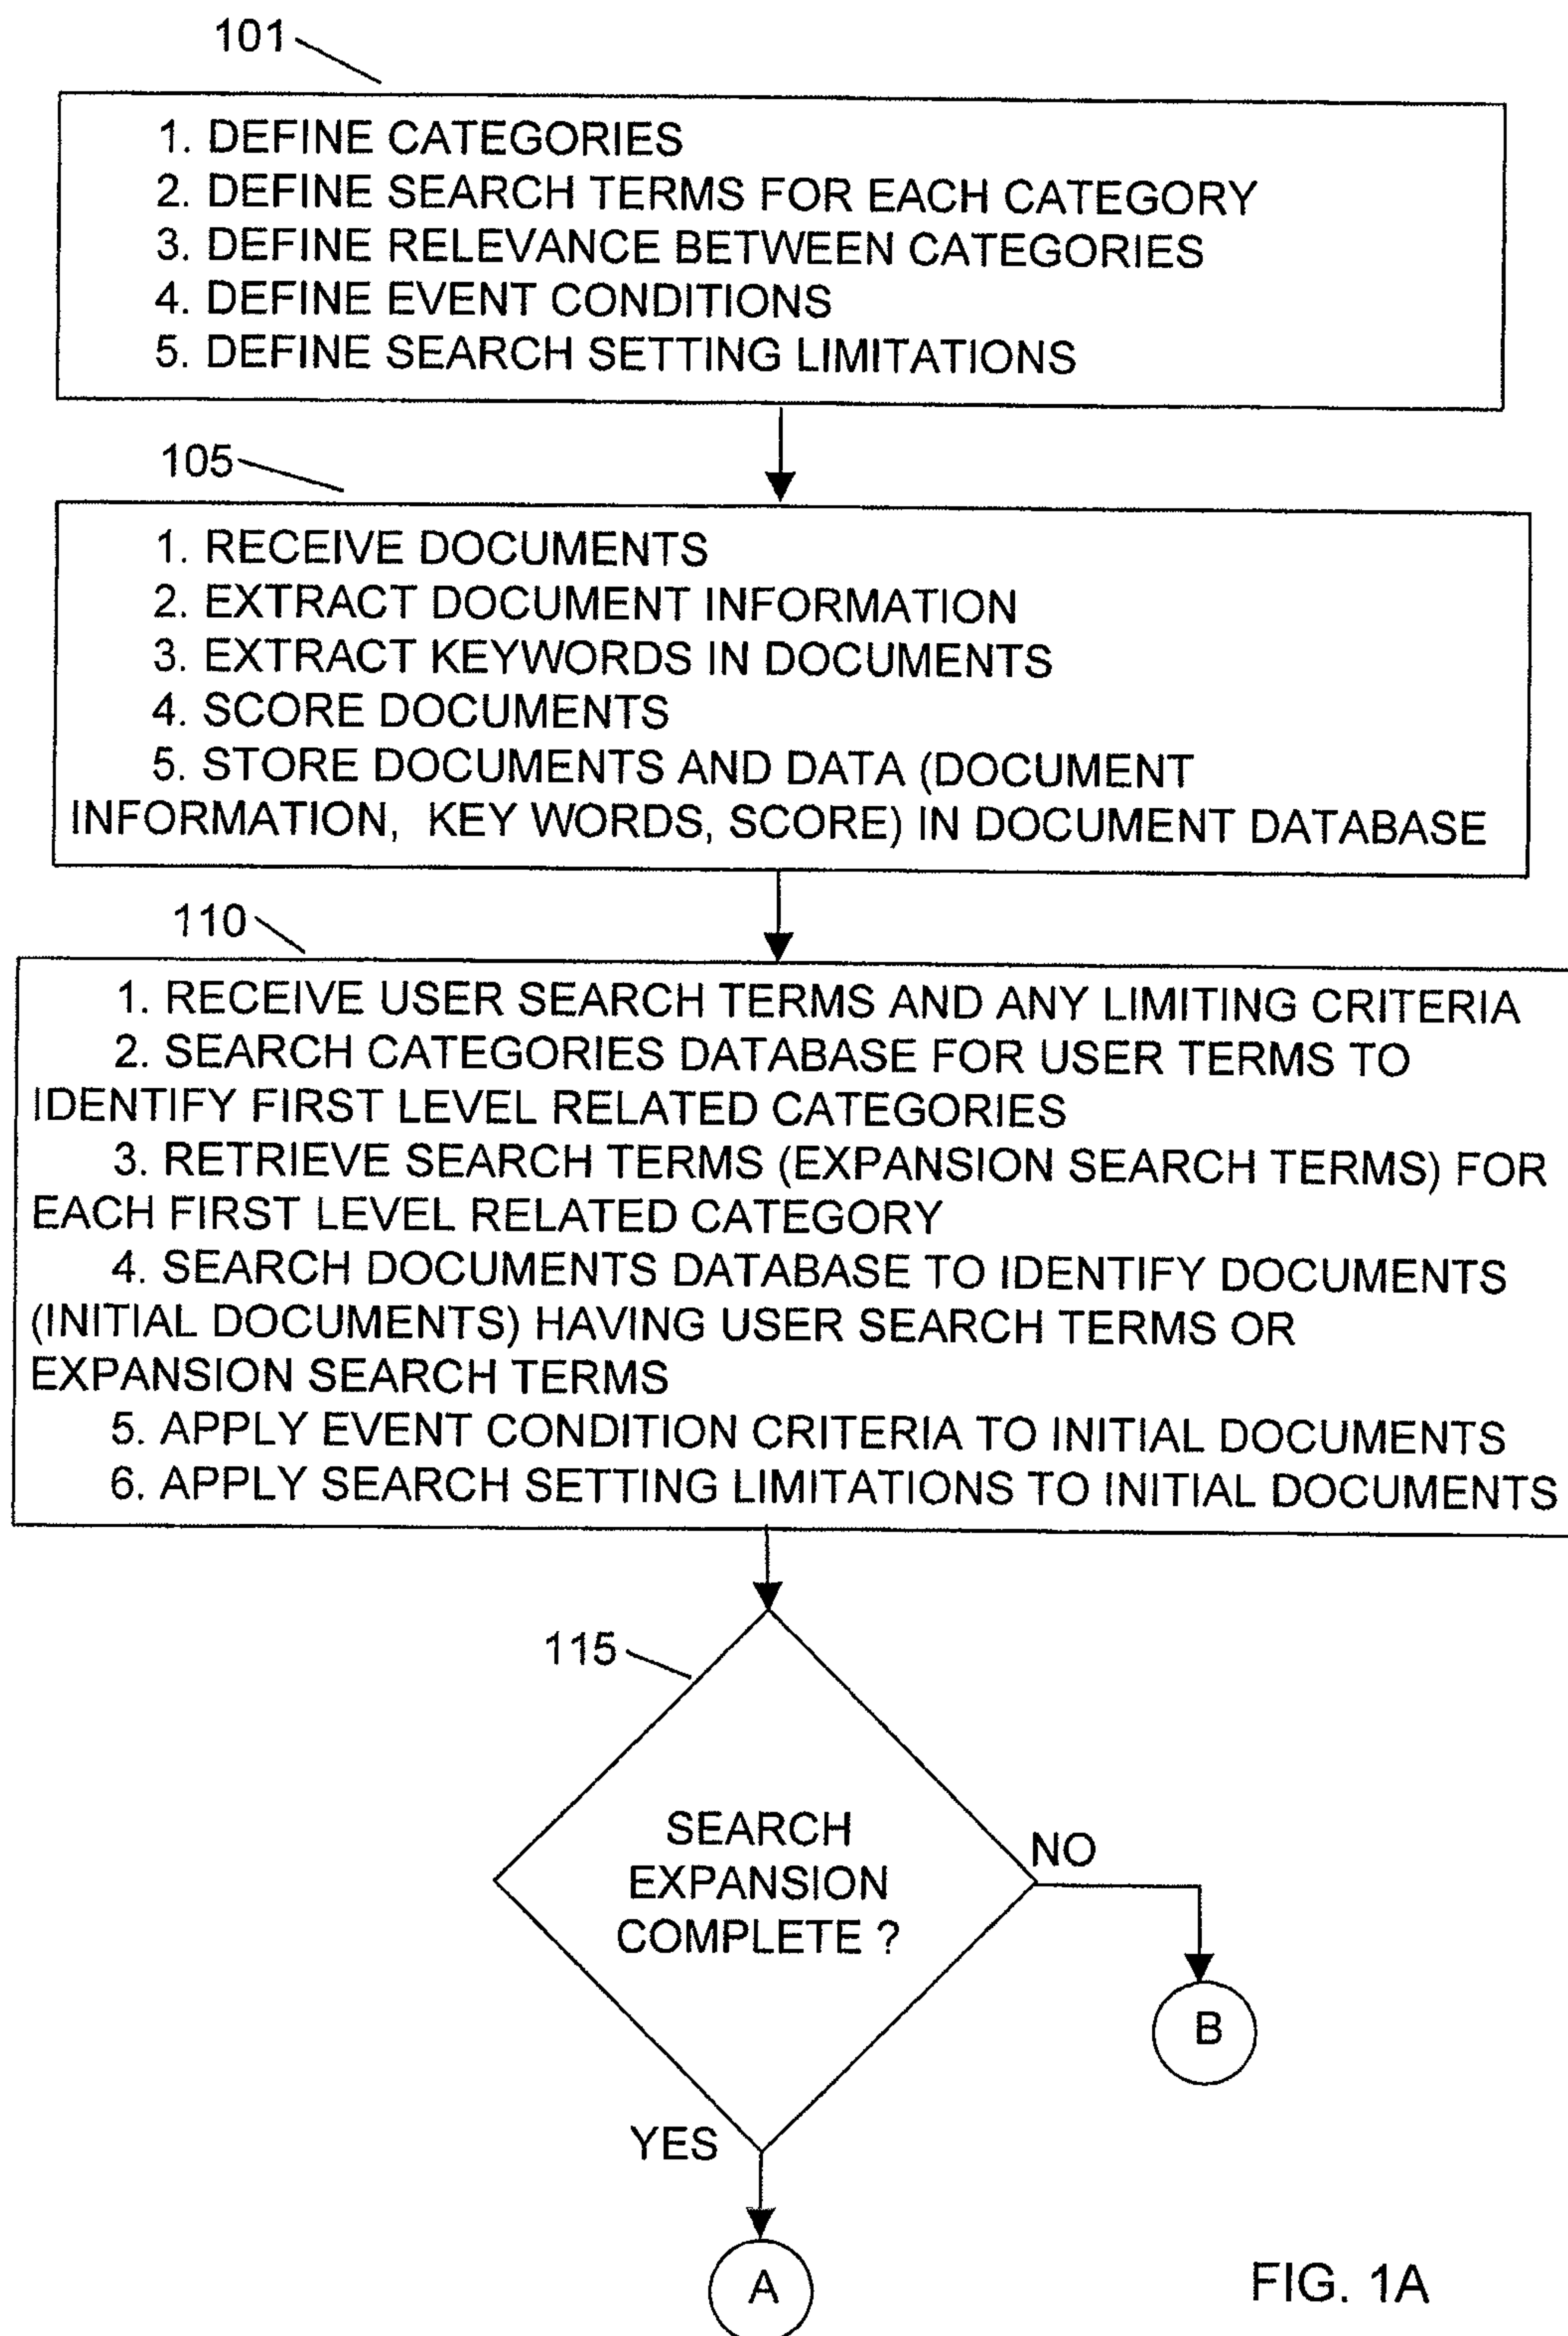 101
1. DEFINE CATEGORIES
2. DEFINE SEARCH TERMS FOR EACH CATEGORY
3. DEFINE RELEVANCE BETWEEN CATEGORIES
4. DEFINE EVENT CONDITIONS
5. DEFINE SEARCH SETTING LIMITATIONS
105
1. RECEIVE DOCUMENTS
2. EXTRACT DOCUMENT INFORMATION
3. EXTRACT KEYWORDS IN DOCUMENTS
4. SCORE DOCUMENTS
5. STORE DOCUMENTS AND DATA (DOCUMENT
INFORMATION, KEY WORDS, SCORE) IN DOCUMENT DATABASE
110
1. RECEIVE USER SEARCH TERMS AND ANY LIMITING CRITERIA
2. SEARCH CATEGORIES DATABASE FOR USER TERMS TO
IDENTIFY FIRST LEVEL RELATED CATEGORIES
3. RETRIEVE SEARCH TERMS (EXPANSION SEARCH TERMS) FOR
EACH FIRST LEVEL RELATED CATEGORY
4. SEARCH DOCUMENTS DATABASE TO IDENTIFY DOCUMENTS
(INITIAL DOCUMENTS) HAVING USER SEARCH TERMS OR
EXPANSION SEARCH TERMS
5. APPLY EVENT CONDITION CRITERIA TO INITIAL DOCUMENTS
6. APPLY SEARCH SETTING LIMITATIONS TO INITIAL DOCUMENTS
115
SEARCH
EXPANSION
COMPLETE ?
NO
B
YES
A
FIG. 1A